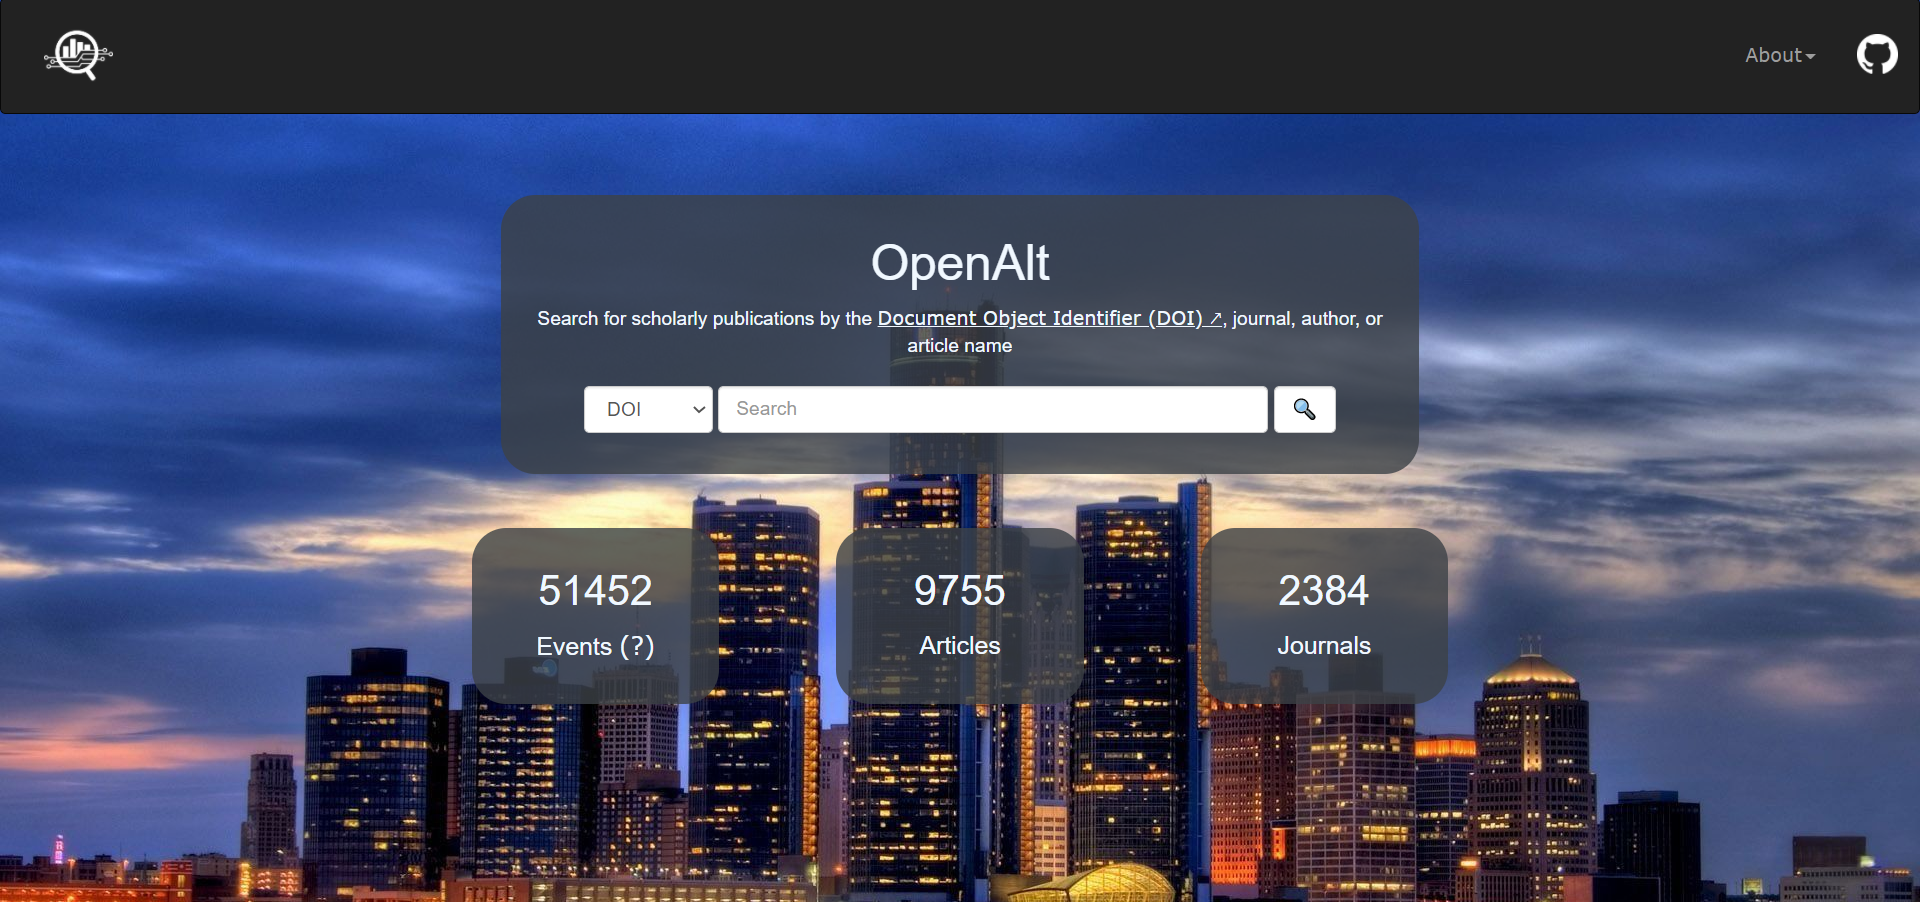 About
OpenAlt
Search for scholarly publications by the Document Object Identifier (DOI) ↗, journal, author, or
article name
DOI
Search
51452
Events (?)
9755
Articles
2384
Journals